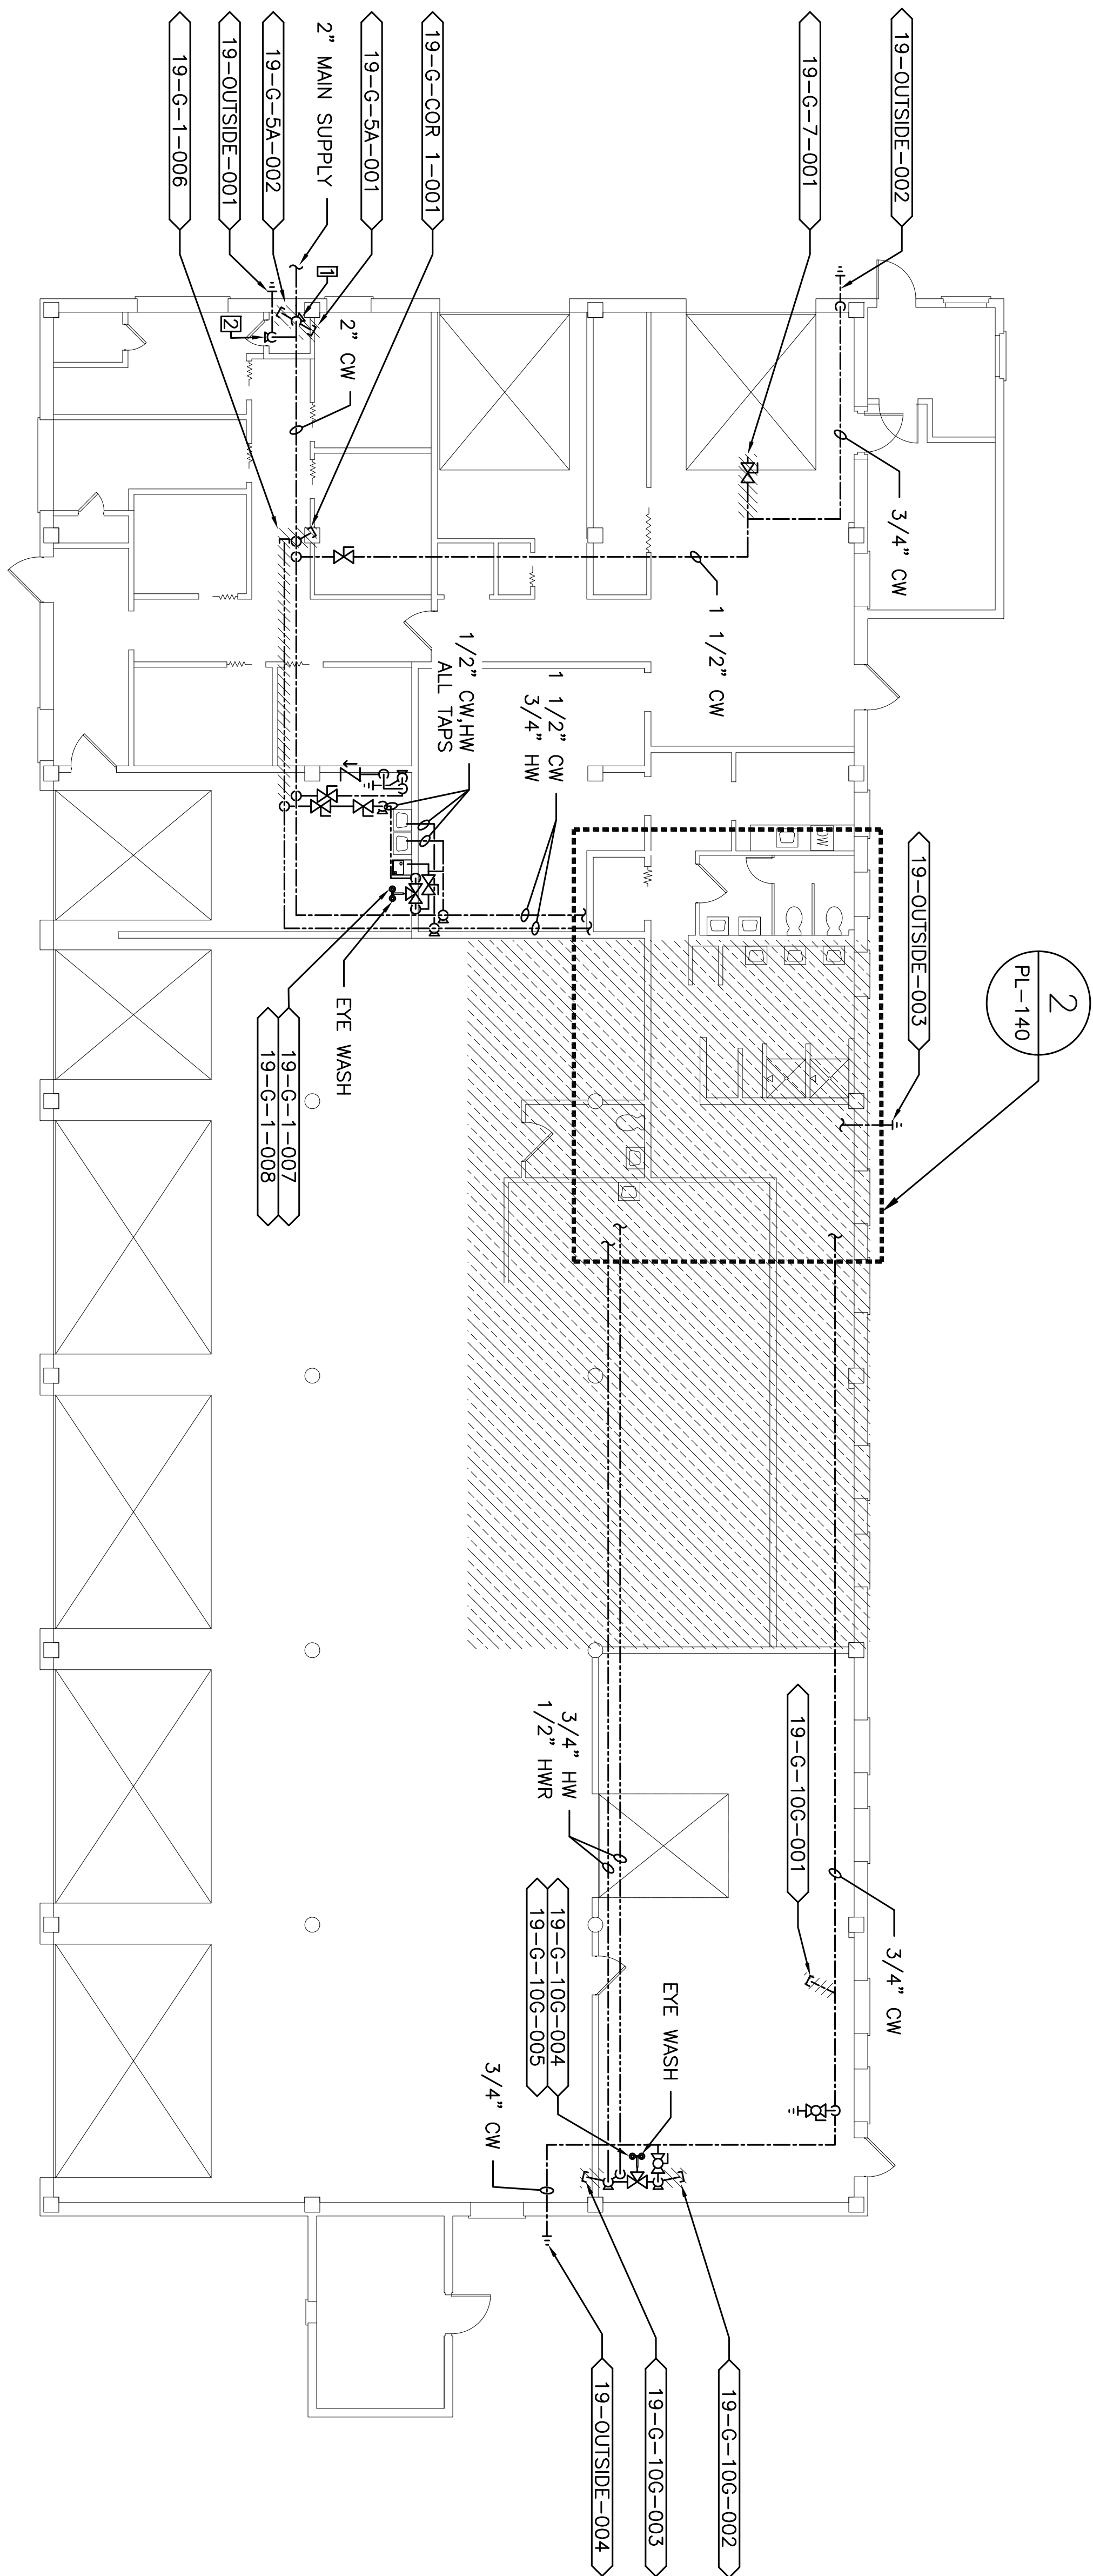 19-OUTSIDE-002
19-G-7-001
19-G-COR 1-001
19-G-5A-001
2" MAIN SUPPLY
19-G-5A-002
19-OUTSIDE-001
19-G-1-006
1
2
2" CW
3/4" CW
1 1/2" CW
1 1/2" CW
3/4" HW
1/2" CW,HW
ALL TAPS
DW
2
PL-140
19-OUTSIDE-003
EYE WASH
19-G-1-007
19-G-1-008
3/4" HW
1/2" HWR
19-G-10G-001
3/4" CW
EYE WASH
19-G-10G-004
19-G-10G-005
3/4" CW
19-G-10G-002
19-G-10G-003
19-OUTSIDE-004